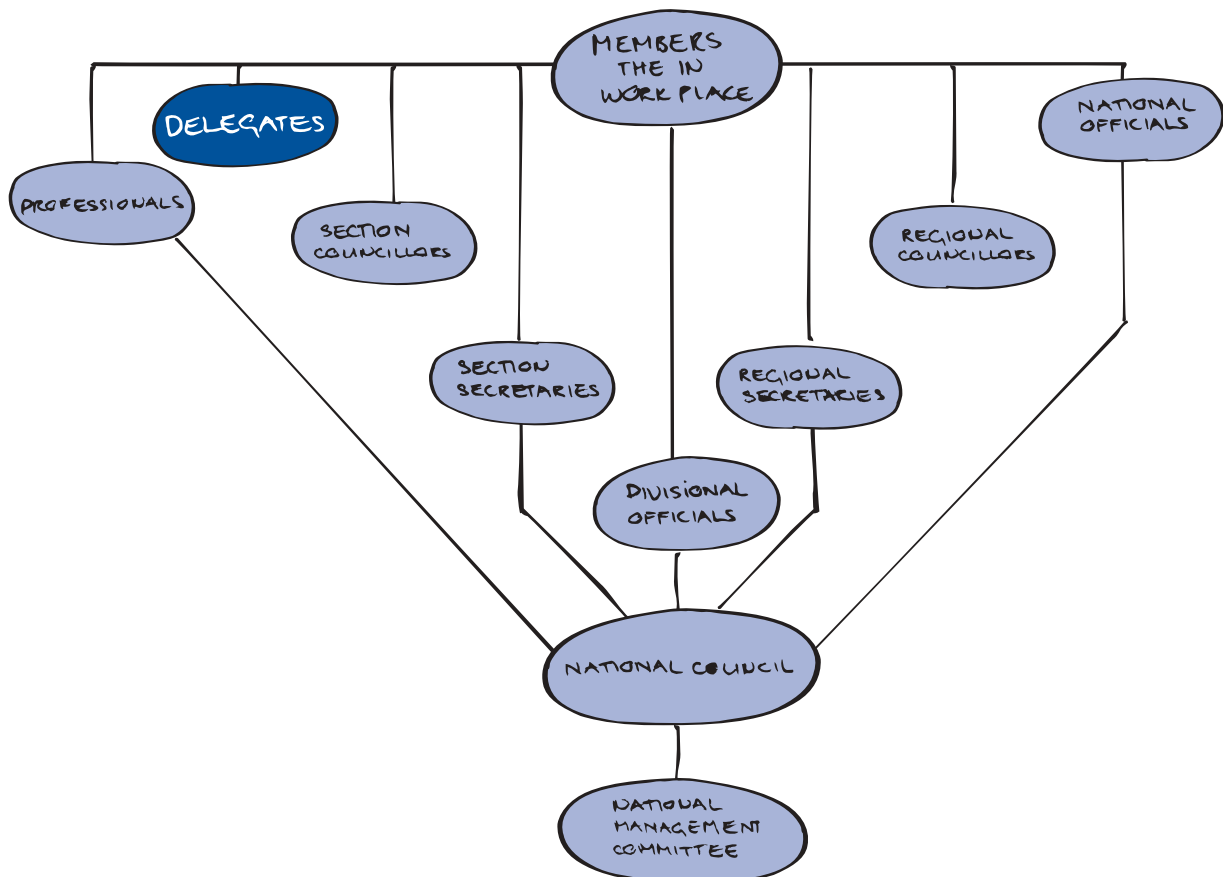 MEMBERS
THE IN
WORK PLACE
DELEGATES
NATIONAL
OFFICIALS
PROFESSIONALS
SECTION
COUNCILLORS
REGIONAL
COUNCILLORS
SECTION
SECRETARIES
REGIONAL
SECRETARIES
DIVISIONAL
OFFICIALS
NATIONAL COUNCIL
NATIONAL
MANAGEMENT
COMMITTEE